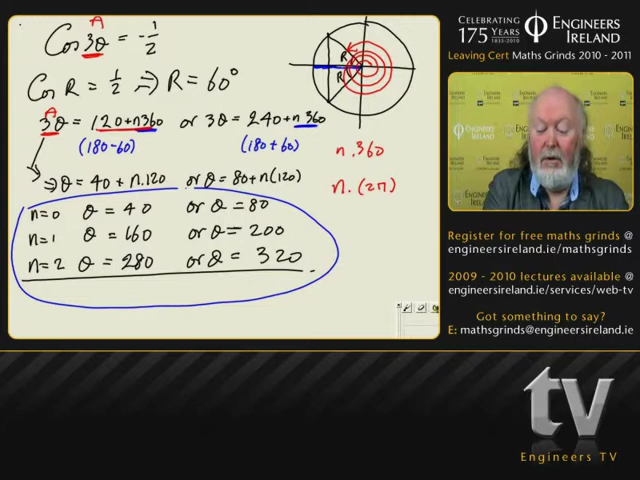 A
Cos 3θ = -1/2
Cos R = 1/2 ⇒ R = 60°
A
3θ = 120+n360 or 3θ = 240+n 360
(180-60) (180+60)
⇒ θ = 40 + n.120 or θ = 80+n(120)
n=0 θ = 40 or θ = 80
n=1 θ = 160 or θ = 200
n=2 θ = 280 or θ = 320
R
R
n.360
n.(2π)
CELEBRATING
175 YEARS
1835-2010
ENGINEERS
IRELAND
Leaving Cert Maths Grinds 2010 - 2011
Register for free maths grinds @
engineersireland.ie/mathsgrinds
2009 - 2010 lectures available @
engineersireland.ie/services/web-tv
Got something to say?
E: mathsgrinds@engineersireland.ie
tv
Engineers TV